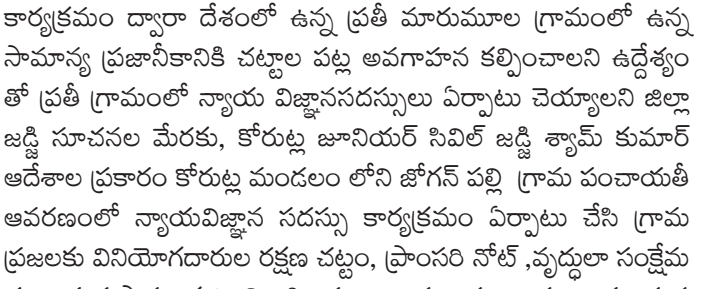 కార్యక్రమం ద్వారా దేశంలో ఉన్న ప్రతీ మారుమూల గ్రామంలో ఉన్న
సామాన్య ప్రజానీకానికి చట్టాల పట్ల అవగాహన కల్పించాలని ఉద్దేశ్యం
తో ప్రతీ గ్రామంలో న్యాయ విజ్ఞానసదస్సులు ఏర్పాటు చెయ్యాలని జిల్లా
జడ్జి సూచనల మేరకు, కోరుట్ల జూనియర్ సివిల్ జడ్జి శ్యామ్ కుమార్
ఆదేశాల ప్రకారం కోరుట్ల మండలం లోని జోగన్ పల్లి గ్రామ పంచాయతీ
ఆవరణంలో న్యాయవిజ్ఞాన సదస్సు కార్యక్రమం ఏర్పాటు చేసి గ్రామ
ప్రజలకు వినియోగదారుల రక్షణ చట్టం, ప్రాంసరి నోట్ ,వృద్ధులా సంక్షేమ